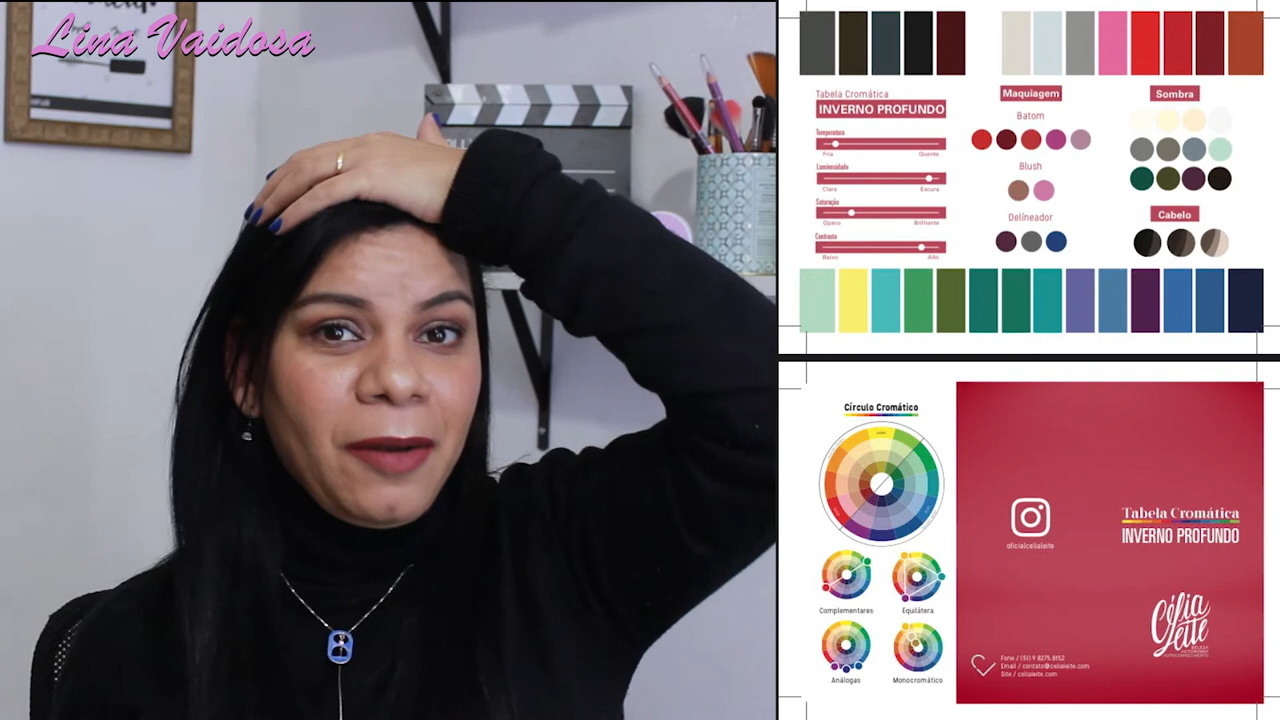 Lina Vaidosa
Tabela Cromática
INVERNO PROFUNDO
Temperatura
Fria
Quente
Luminosidade
Clara
Escura
Saturação
Opaco
Brilhante
Contraste
Baixo
Alto
Maquiagem
Batom
Blush
Delíneador
Sombra
Cabelo
Círculo Cromático
Complementares
Equilátera
Análogas
Monocromático
oficialcelialeite
Tabela Cromática
INVERNO PROFUNDO
Célia
Leite
Fone / (51) 9 8275.8152
Email / contato@celialeite.com
Site / celialeite.com